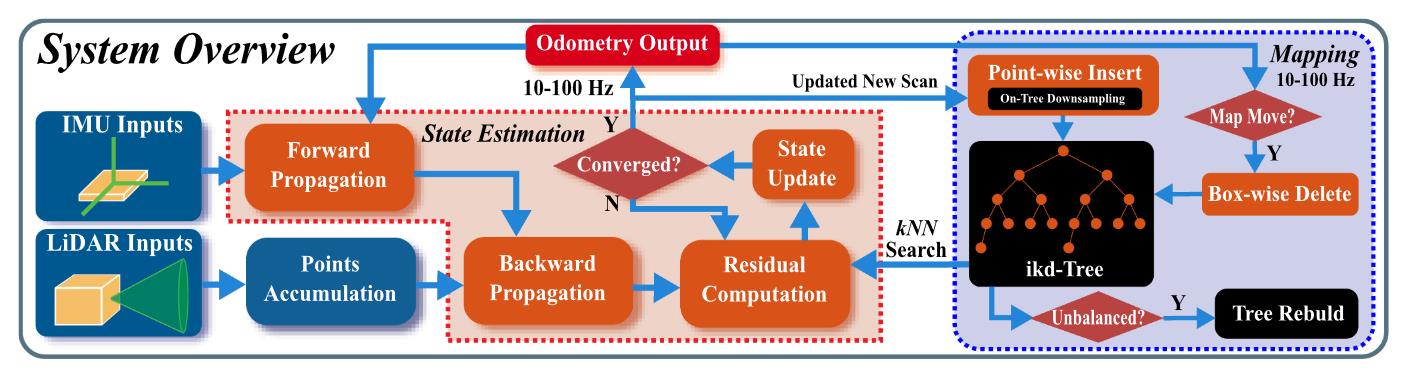 System Overview
Odometry Output
10-100 Hz
Updated New Scan
Mapping
10-100 Hz
Point-wise Insert
On-Tree Downsampling
Map Move?
Y
Box-wise Delete
IMU Inputs
Forward
Propagation
State Estimation
Y
Converged?
N
State
Update
LiDAR Inputs
Points
Accumulation
Backward
Propagation
Residual
Computation
kNN
Search
ikd-Tree
Unbalanced?
Y
Tree Rebuld